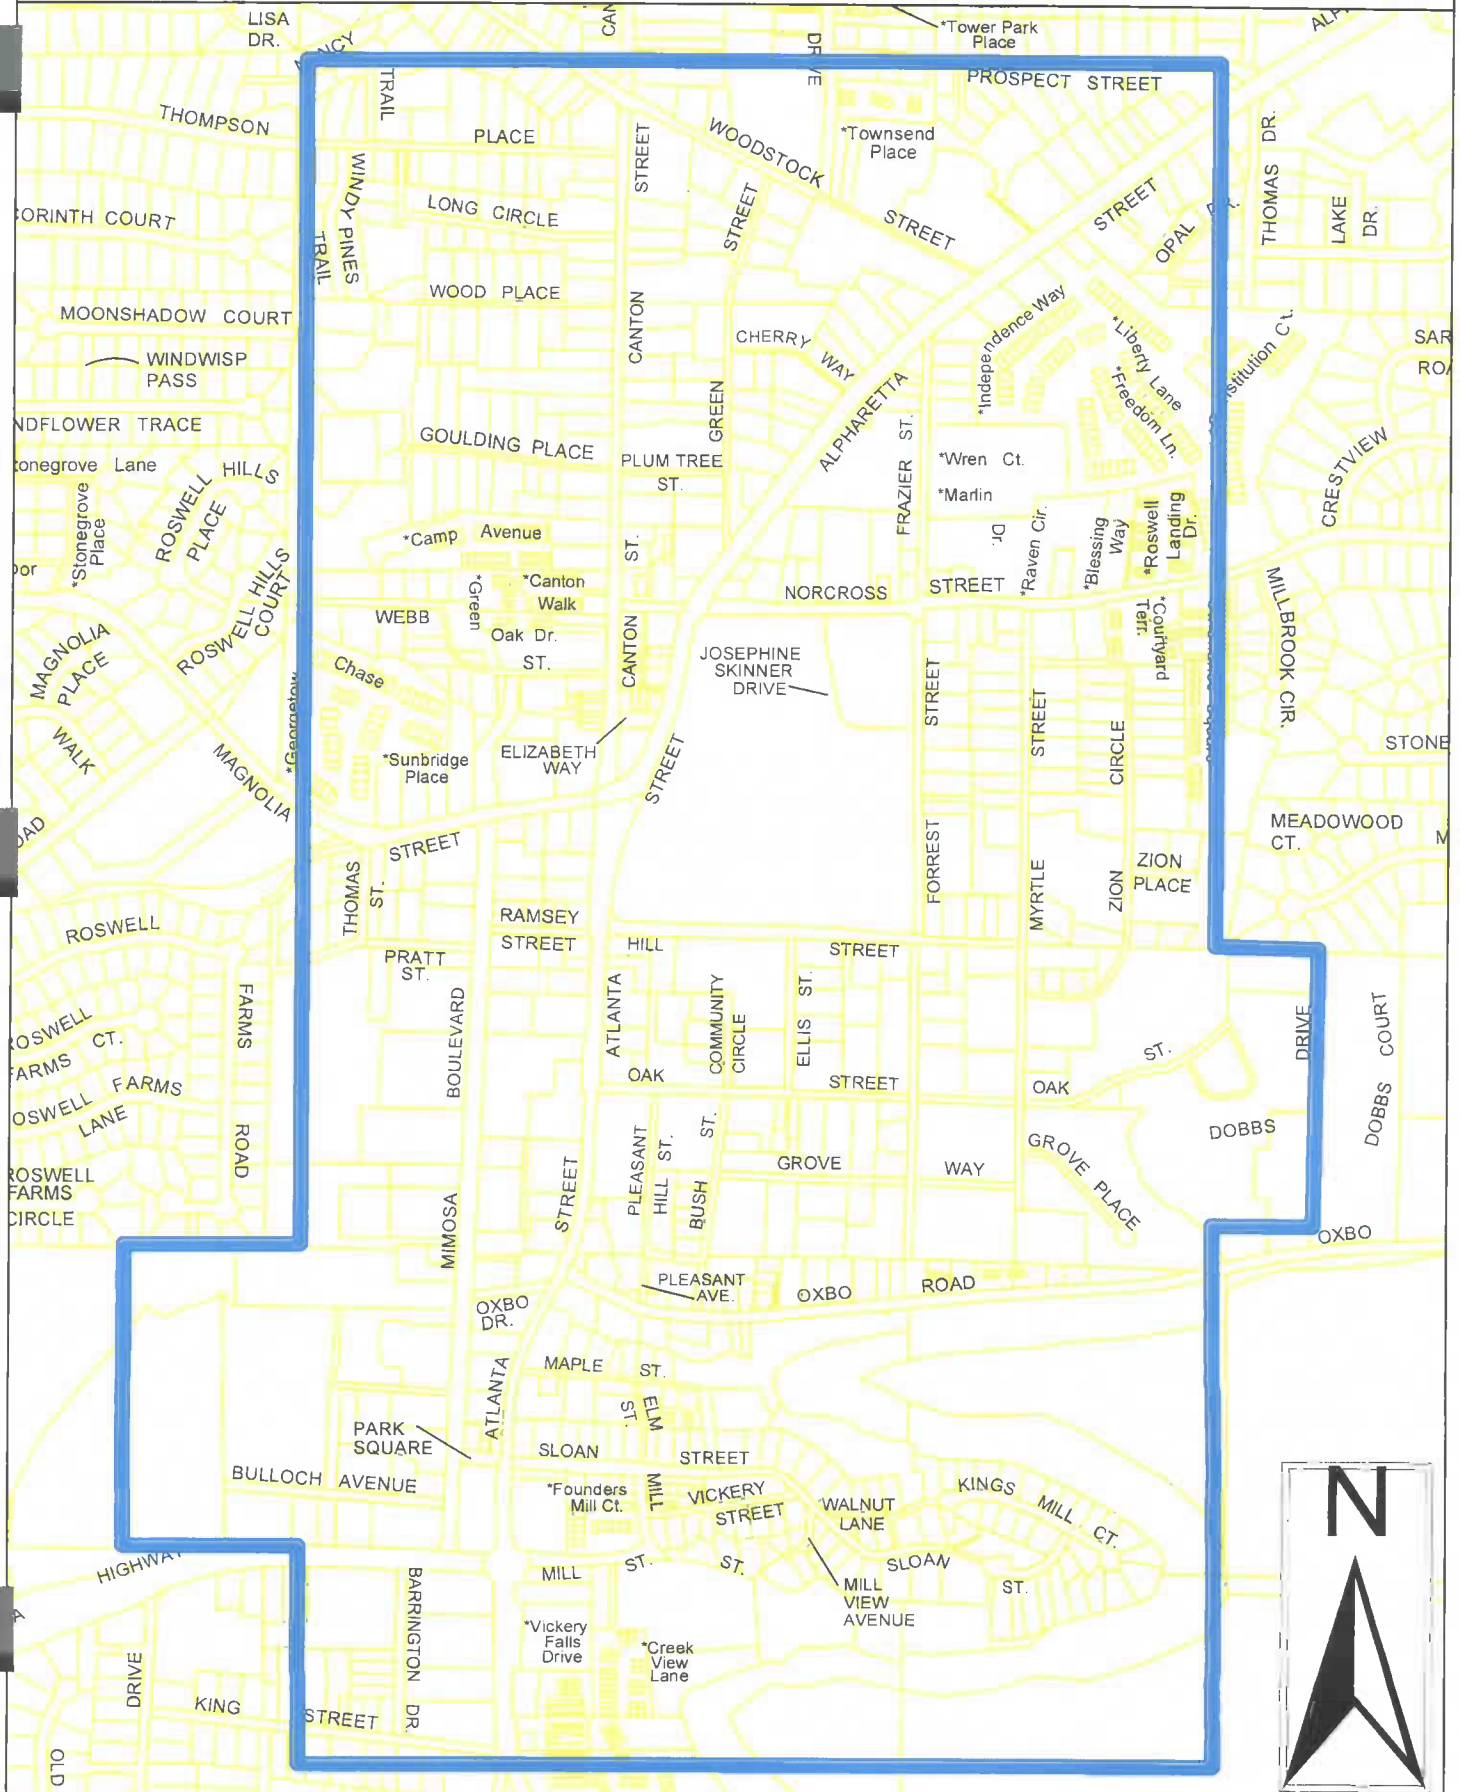 LISA
DR.
*Tower Park
Place
DRIVE
PROSPECT STREET
TRAIL
THOMPSON
PLACE
STREET
WOODSTOCK
*Townsend
Place
THOMAS DR.
LAKE
DR.
WINDY PINES
TRAIL
LONG CIRCLE
STREET
STREET
STREET
OPAL DR.
CORINTH COURT
WOOD PLACE
MOONSHADOW COURT
CANTON
CHERRY
WAY
*Independence Way
*Liberty Lane
*Freedom Ln.
WINDWISP
PASS
GREEN
ALPHARETTA
FRAZIER ST.
CRESTVIEW
NDFLOWER TRACE
GOULDING PLACE
PLUM TREE
ST.
*Wren Ct.
*Marlin
Dr.
*Raven Cir.
*Blessing
Way
*Roswell
Landing
Dr.
tonegrove Lane
*Stonegrove
Place
ROSWELL HILLS
PLACE
*Camp Avenue
ST.
*Green
*Canton
Walk
Oak Dr.
NORCROSS
STREET
WEBB
ST.
ROSWELL HILLS
COURT
*Courtyard
Terr.
MILLBROOK CIR.
MAGNOLIA
PLACE
Chase
CANTON
JOSEPHINE
SKINNER
DRIVE
STREET
STREET
CIRCLE
WALK
MAGNOLIA
*Georgetow
*Sunbridge
Place
ELIZABETH
WAY
STREET
STONE
MEADOWOOD
CT.
STREET
THOMAS
ST.
FORREST
MYRTLE
ZION
ZION
PLACE
ROSWELL
RAMSEY
STREET
HILL
STREET
PRATT
ST.
FARMS
ROAD
BOULEVARD
ATLANTA
COMMUNITY
CIRCLE
ELLIS ST.
DRIVE
DOBBS COURT
ROSWELL
FARMS CT.
OAK
STREET
OAK
ST.
OSWELL FARMS
LANE
DOBBS
PLEASANT
HILL ST.
BUSH ST.
GROVE
WAY
GROVE PLACE
ROSWELL
FARMS
CIRCLE
MIMOSA
STREET
OXBO
PLEASANT
AVE.
OXBO
ROAD
OXBO
DR.
MAPLE ST.
ELM
ST.
ATLANTA
PARK
SQUARE
SLOAN
STREET
BULLOCH AVENUE
*Founders
Mill Ct.
MILL
VICKERY
STREET
WALNUT
LANE
KINGS MILL CT.
N
HIGHWAY
MILL ST.
ST.
SLOAN
ST.
MILL
VIEW
AVENUE
BARRINGTON DR.
*Vickery
Falls
Drive
*Creek
View
Lane
DRIVE
KING
STREET
OLD